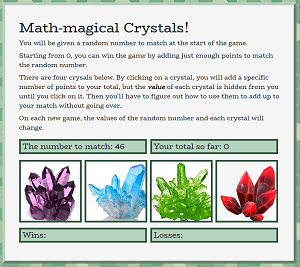 Math-magical Crystals!
You will be given a random number to match at the start of the game.
Starting from 0, you can win the game by adding just enough points to match
the random number.
There are four crysals below. By clicking on a crystal, you will add a specific
number of points to your total, but the value of each crystal is hidden from you
until you click on it. Then you'll have to figure out how to use them to add up to
your match without going over.
On each new game, the values of the random number and each crystal will
change.
The number to match: 46
Your total so far: 0
Wins:
Losses: